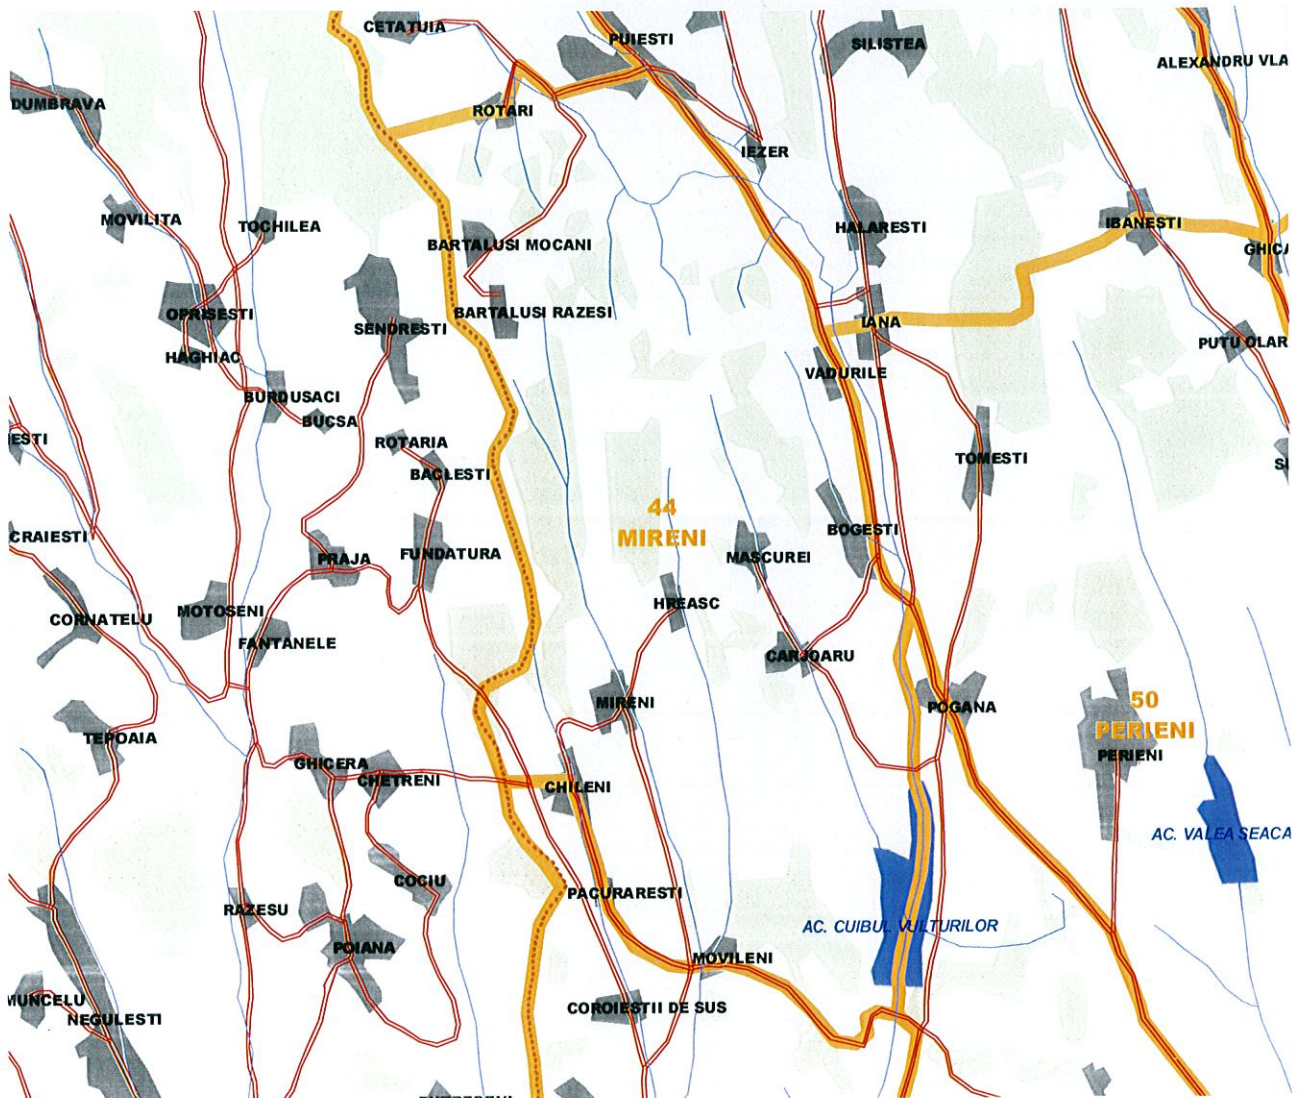 CETATUIA
PUIESTI
SILISTEA
ALEXANDRU VLA
DUMBRAVA
ROTARI
IEZER
MOVILITA
TOCHILEA
BARTALUSI MOCANI
HALARESTI
IBANESTI
GHICA
OPRISESTI
SENDRESTI
BARTALUSI RAZESI
IANA
PUTU OLAR
HAGHIAC
VADURILE
BURDUSACI
BUCSA
IESTI
ROTARIA
BACLESTI
TOMESTI
44
MIRENI
CRAIESTI
PRAJA
FUNDATURA
BOGESTI
MASCUREI
CORNATELU
MOTOSENI
HREASC
FANTANELE
CARJOARU
MIRENI
POGANA
50
PERIENI
PERIENI
TEPOAIA
GHICERA
CHETRENI
CHILENI
AC. VALEA SEACA
COCIU
PACURARESTI
RAZESU
POIANA
AC. CUIBUL VULTURILOR
MOVILENI
MUNCELU
NEGULESTI
COROIESTII DE SUS